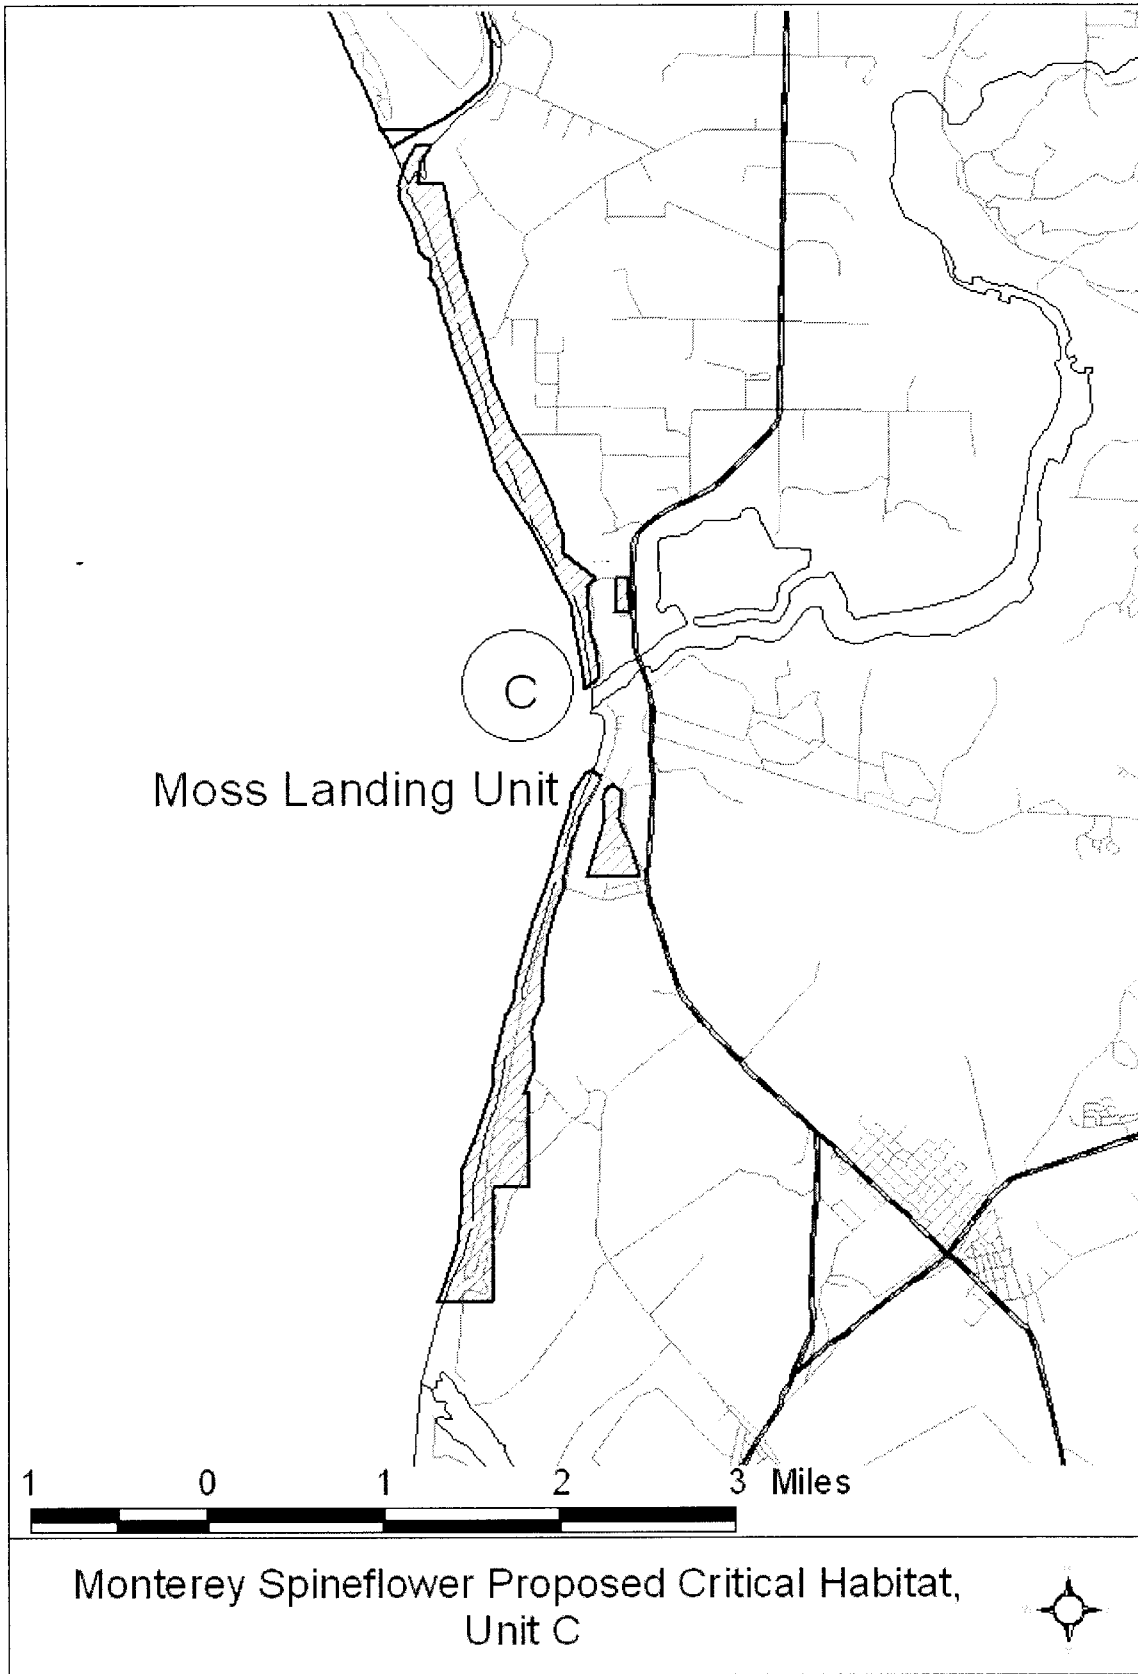 C
Moss Landing Unit
1 0 1 2 3 Miles
Monterey Spineflower Proposed Critical Habitat,
Unit C